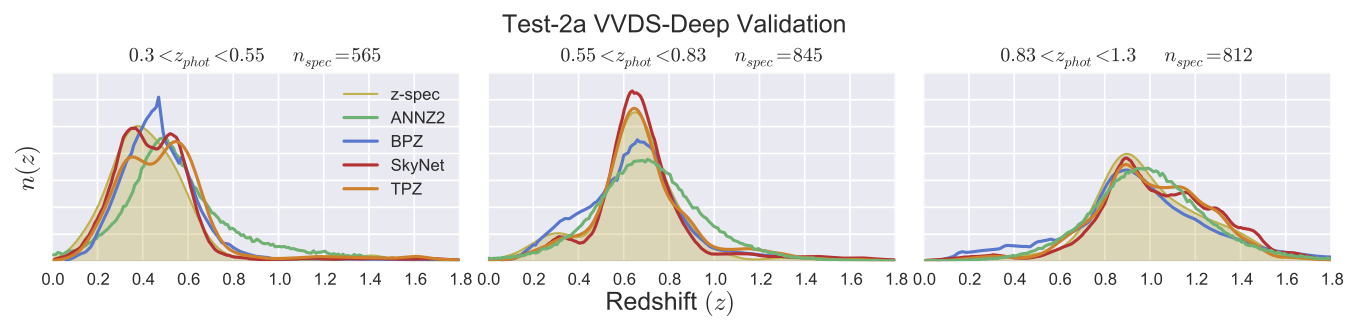 Test-2a VVDS-Deep Validation
0.3 < z_phot < 0.55 n_spec = 565
0.55 < z_phot < 0.83 n_spec = 845
0.83 < z_phot < 1.3 n_spec = 812
z-spec
ANNZ2
BPZ
SkyNet
TPZ
n(z)
0.0 0.2 0.4 0.6 0.8 1.0 1.2 1.4 1.6 1.8
0.2 0.4 0.6 0.8 1.0 1.2 1.4 1.6 1.8
0.0 0.2 0.4 0.6 0.8 1.0 1.2 1.4 1.6 1.8
Redshift (z)